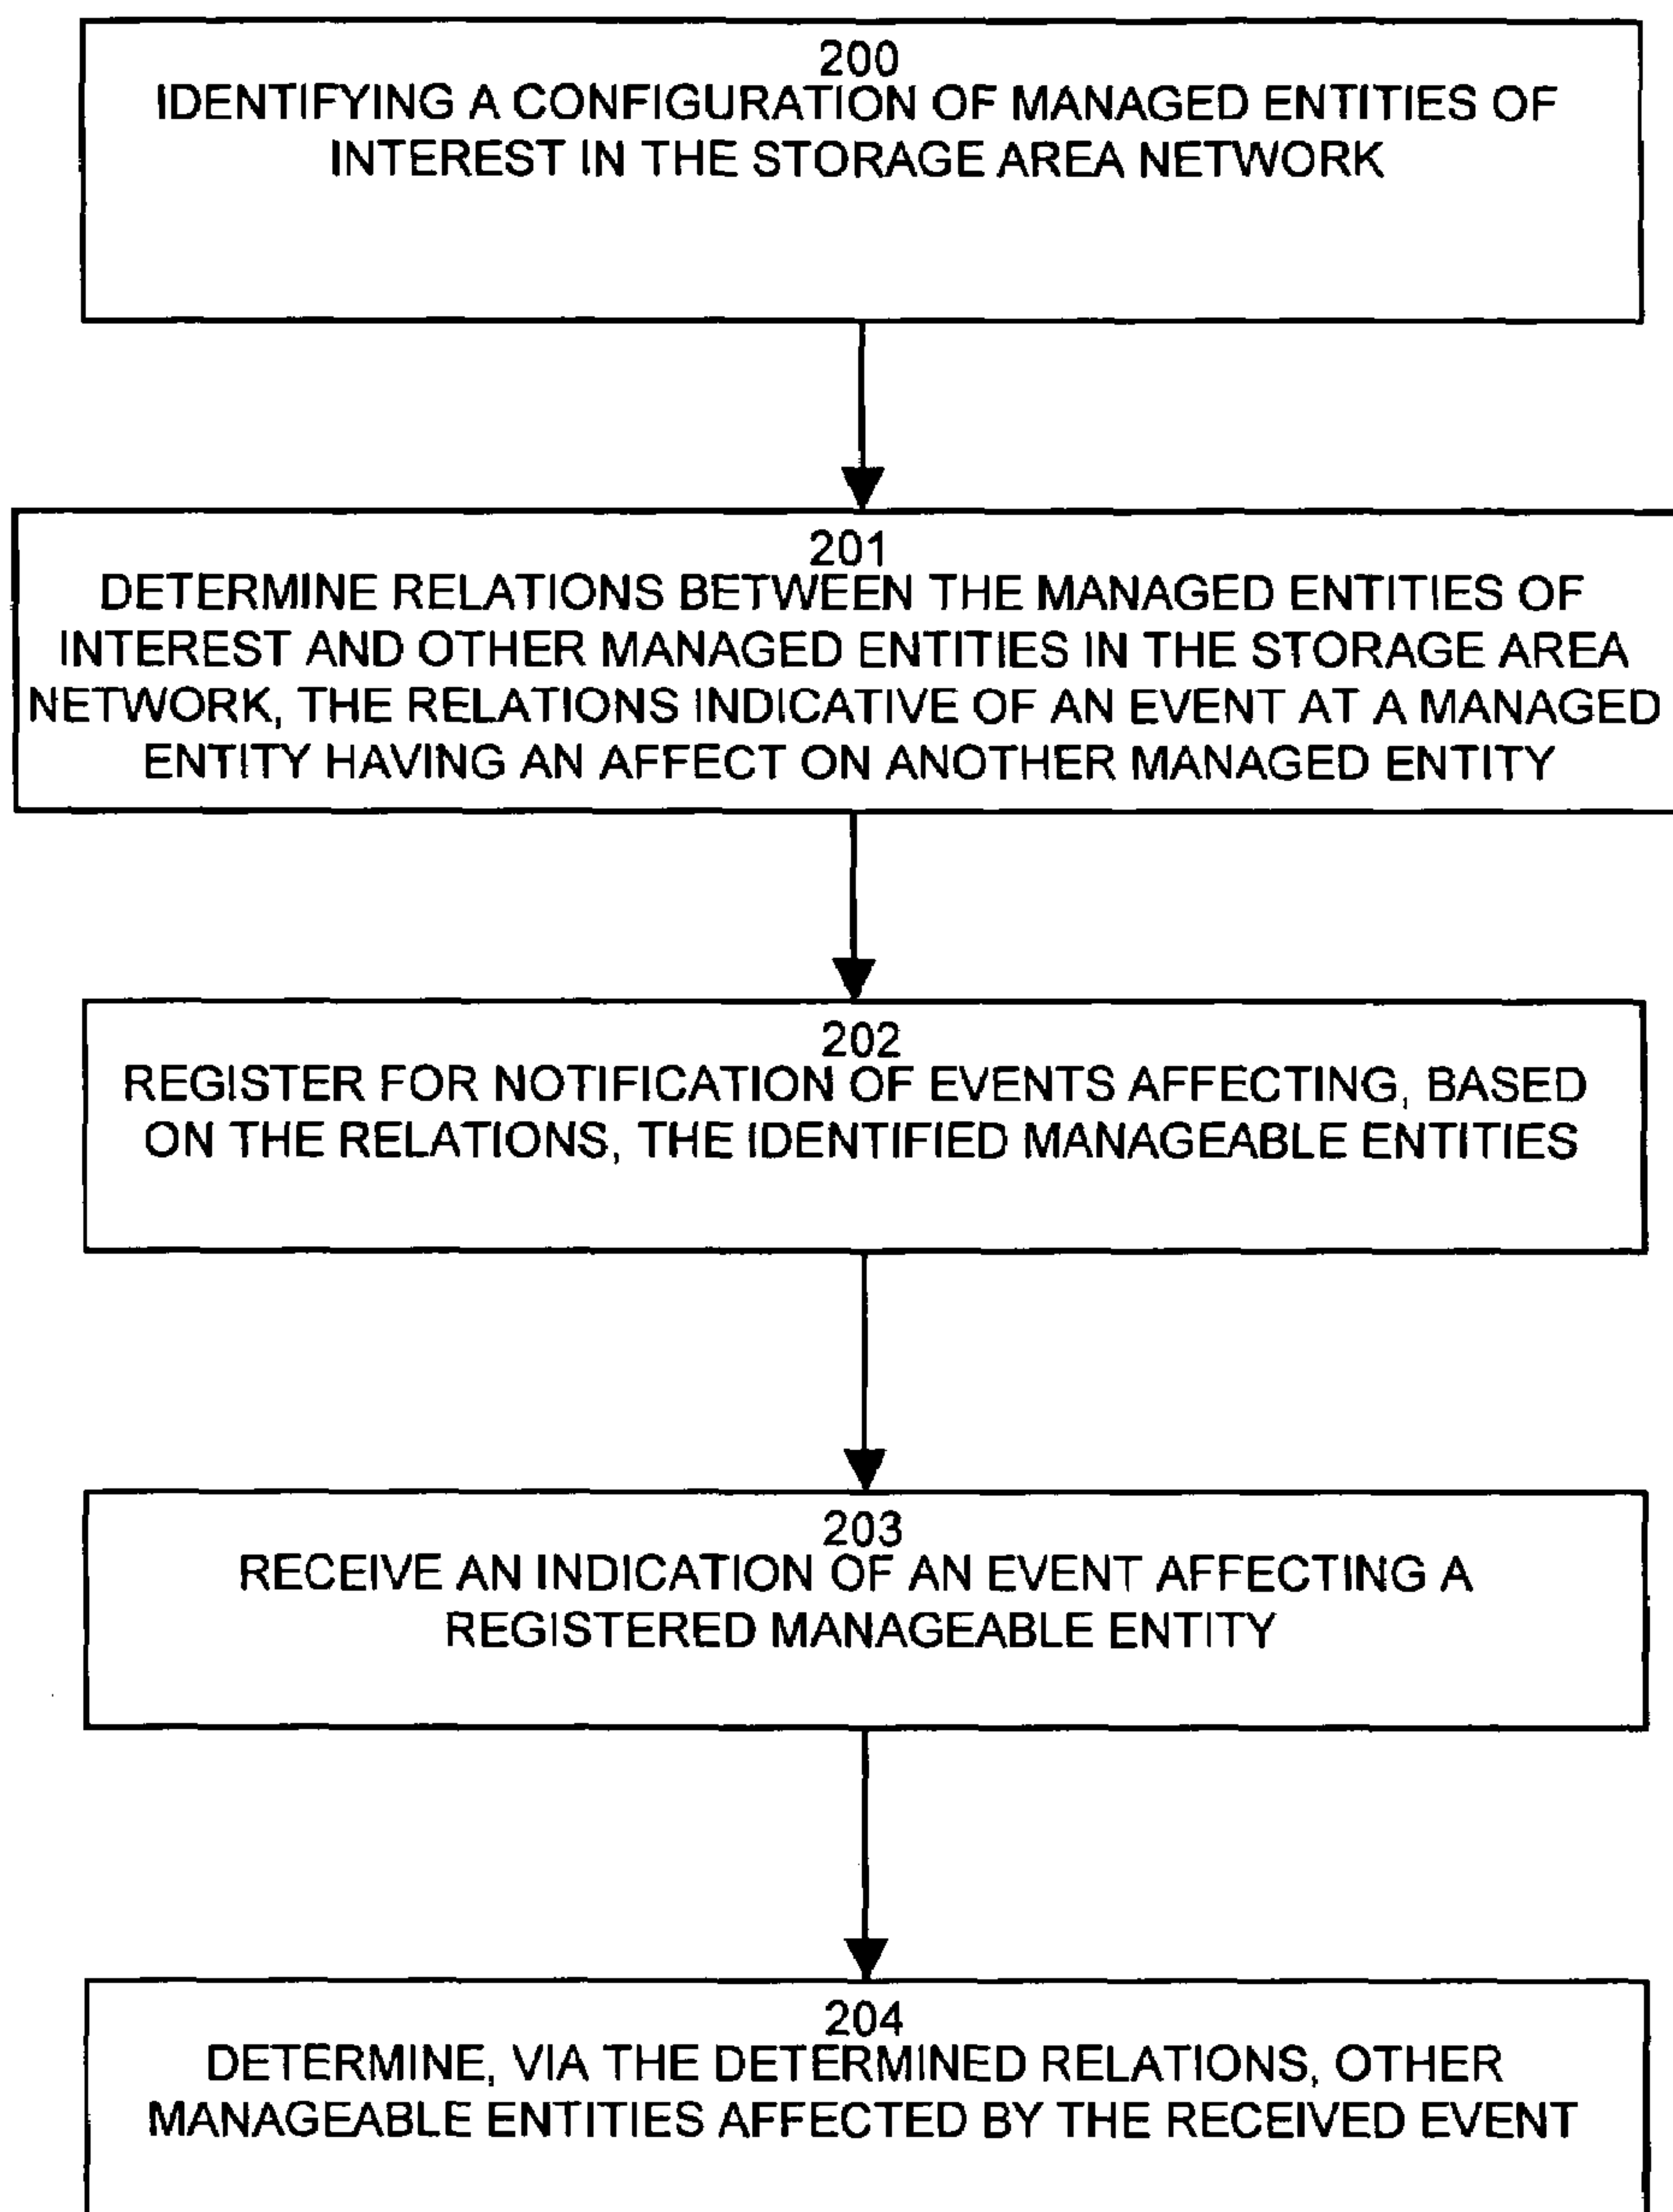 200
IDENTIFYING A CONFIGURATION OF MANAGED ENTITIES OF
INTEREST IN THE STORAGE AREA NETWORK
201
DETERMINE RELATIONS BETWEEN THE MANAGED ENTITIES OF
INTEREST AND OTHER MANAGED ENTITIES IN THE STORAGE AREA
NETWORK, THE RELATIONS INDICATIVE OF AN EVENT AT A MANAGED
ENTITY HAVING AN AFFECT ON ANOTHER MANAGED ENTITY
202
REGISTER FOR NOTIFICATION OF EVENTS AFFECTING, BASED
ON THE RELATIONS, THE IDENTIFIED MANAGEABLE ENTITIES
203
RECEIVE AN INDICATION OF AN EVENT AFFECTING A
REGISTERED MANAGEABLE ENTITY
204
DETERMINE, VIA THE DETERMINED RELATIONS, OTHER
MANAGEABLE ENTITIES AFFECTED BY THE RECEIVED EVENT